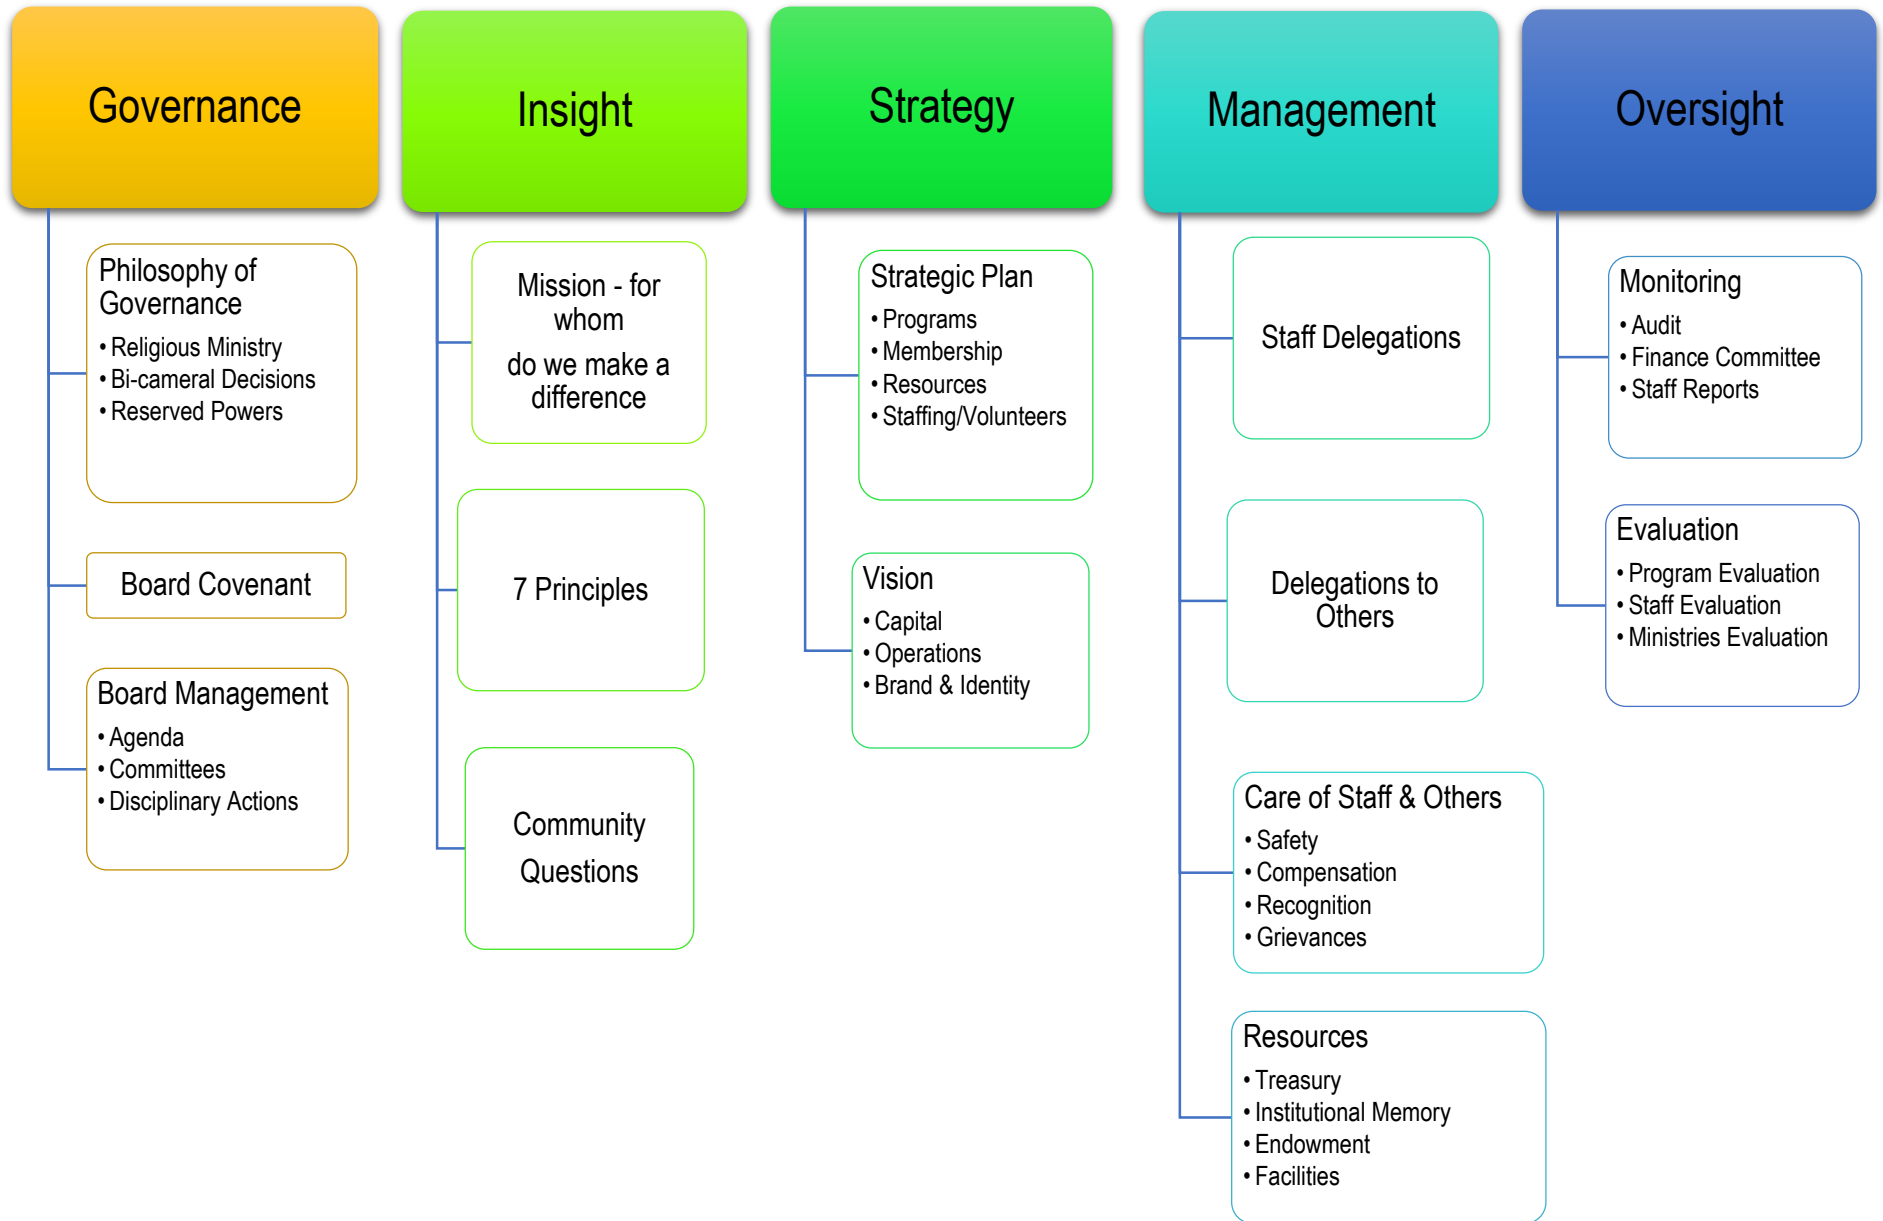 Governance
Philosophy of
Governance
• Religious Ministry
• Bi-cameral Decisions
• Reserved Powers
Board Covenant
Board Management
• Agenda
• Committees
• Disciplinary Actions
Insight
Mission - for
whom
do we make a
difference
7 Principles
Community
Questions
Strategy
Strategic Plan
• Programs
• Membership
• Resources
• Staffing/Volunteers
Vision
• Capital
• Operations
• Brand & Identity
Management
Staff Delegations
Delegations to
Others
Care of Staff & Others
• Safety
• Compensation
• Recognition
• Grievances
Resources
• Treasury
• Institutional Memory
• Endowment
• Facilities
Oversight
Monitoring
• Audit
• Finance Committee
• Staff Reports
Evaluation
• Program Evaluation
• Staff Evaluation
• Ministries Evaluation